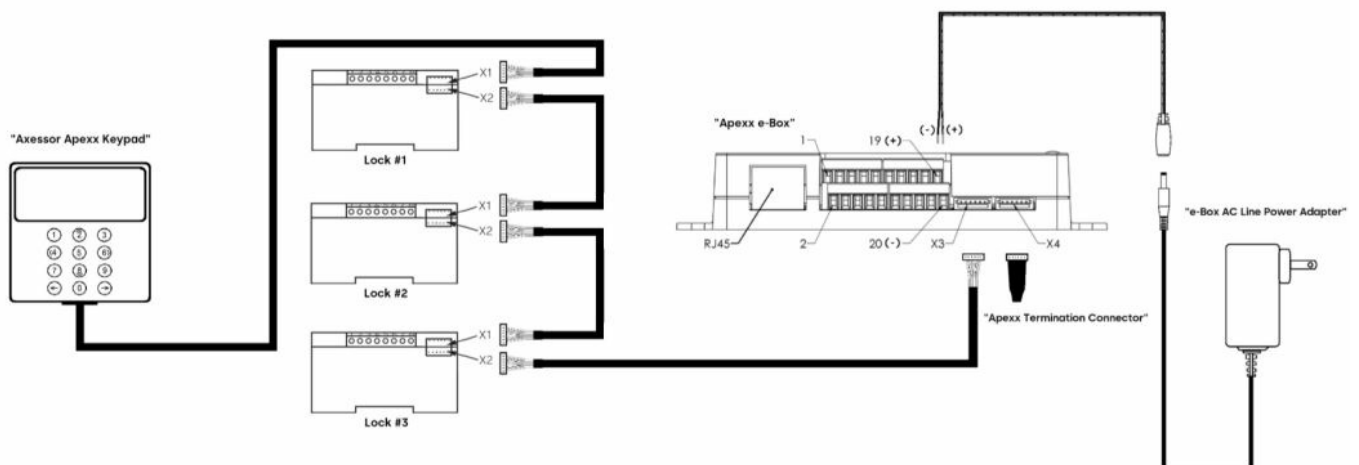 "Axessor Apexx Keypad"
1 2 3
4 5 6
7 8 9
← 0 →
X1
X2
Lock #1
X1
X2
Lock #2
X1
X2
Lock #3
"Apexx e-Box"
(-) (+)
1
19 (+)
RJ45
2
20 (-)
X3
X4
"Apexx Termination Connector"
"e-Box AC Line Power Adapter"